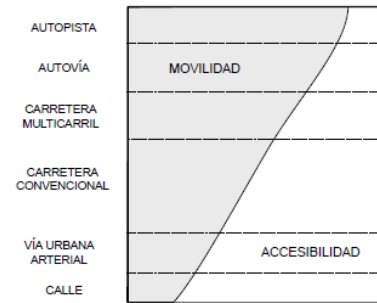 AUTOPISTA
AUTOVÍA
MOVILIDAD
CARRETERA
MULTICARRIL
CARRETERA
CONVENCIONAL
VÍA URBANA
ARTERIAL
ACCESIBILIDAD
CALLE